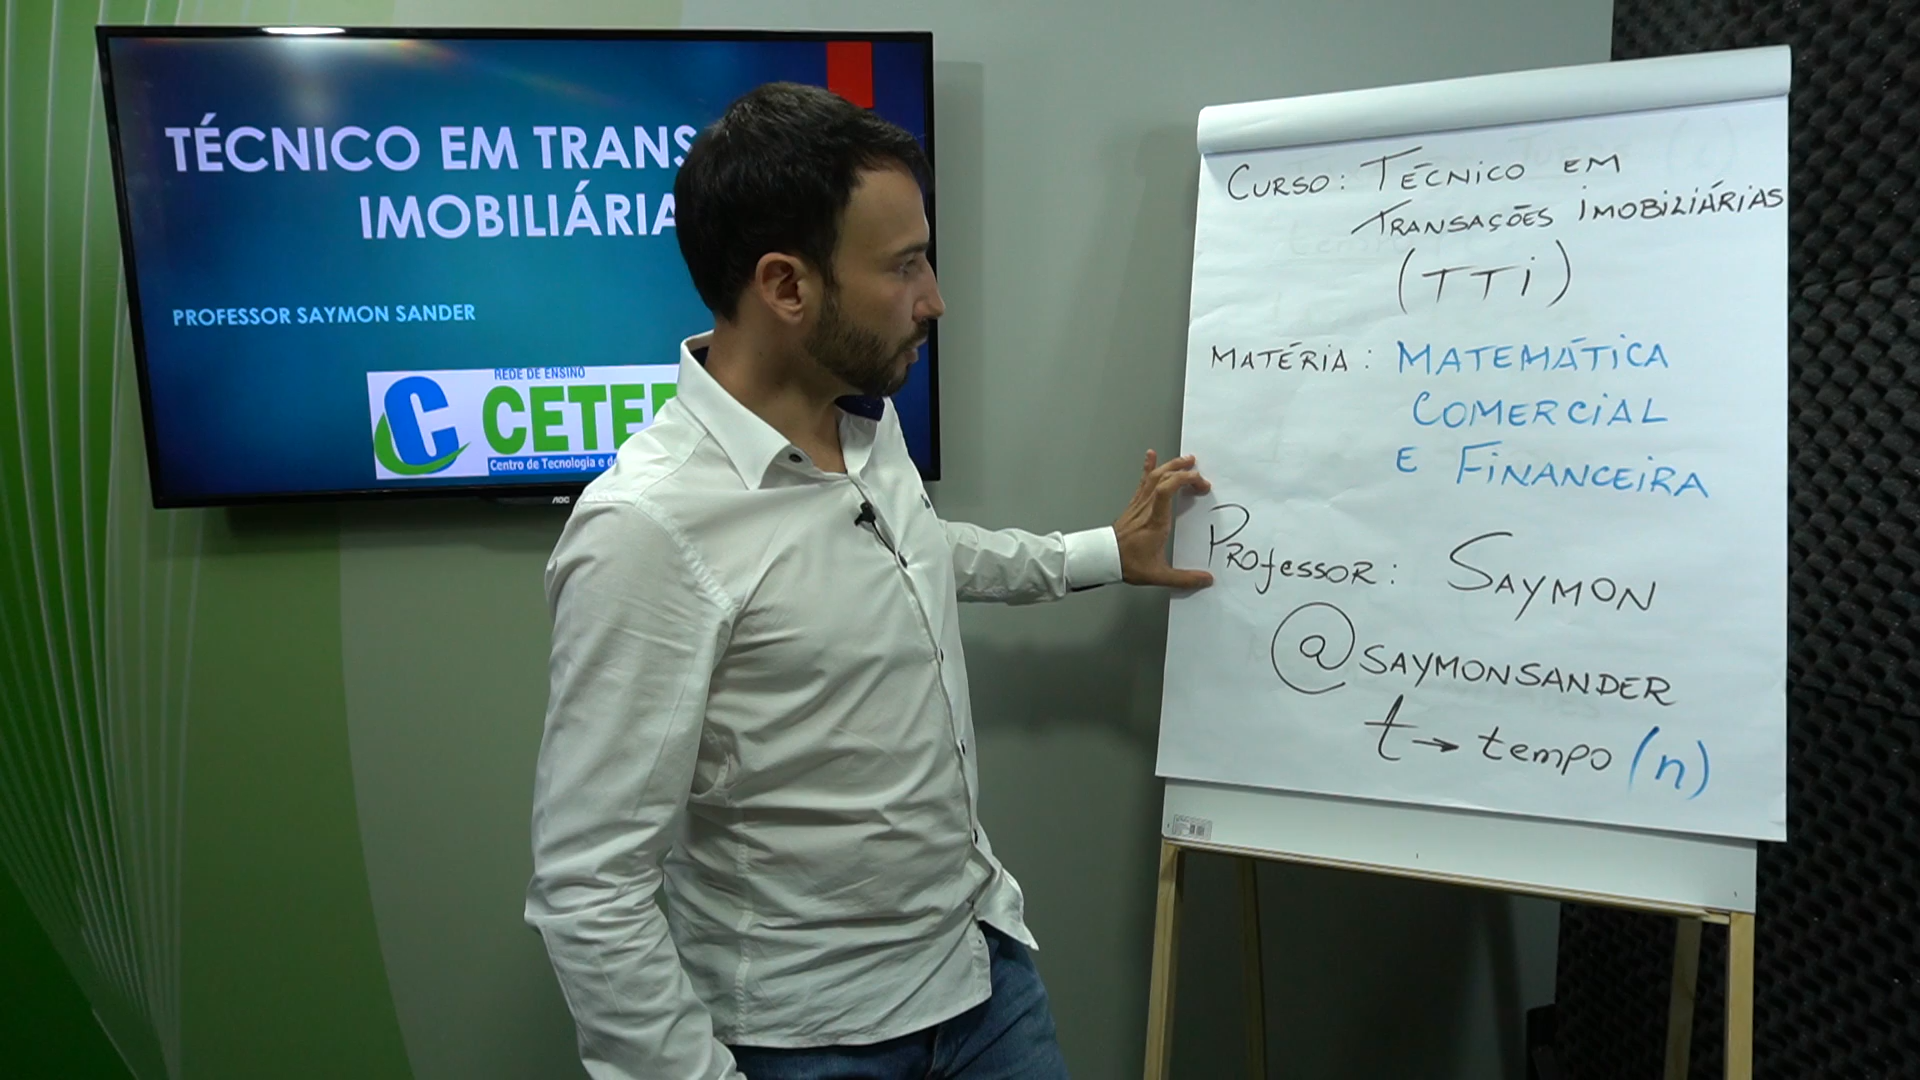 TÉCNICO EM TRANS
IMOBILIÁRIA
PROFESSOR SAYMON SANDER
REDE DE ENSINO
C CETE
Centro de Tecnologia e d
AOC
CURSO: TÉCNICO EM
TRANSAÇÕES IMOBILIÁRIAS
(TTi)
MATÉRIA: MATEMÁTICA
COMERCIAL
E FINANCEIRA
PROfESSOR: SAYMON
@SAYMONSANDER
t→tempo (n)